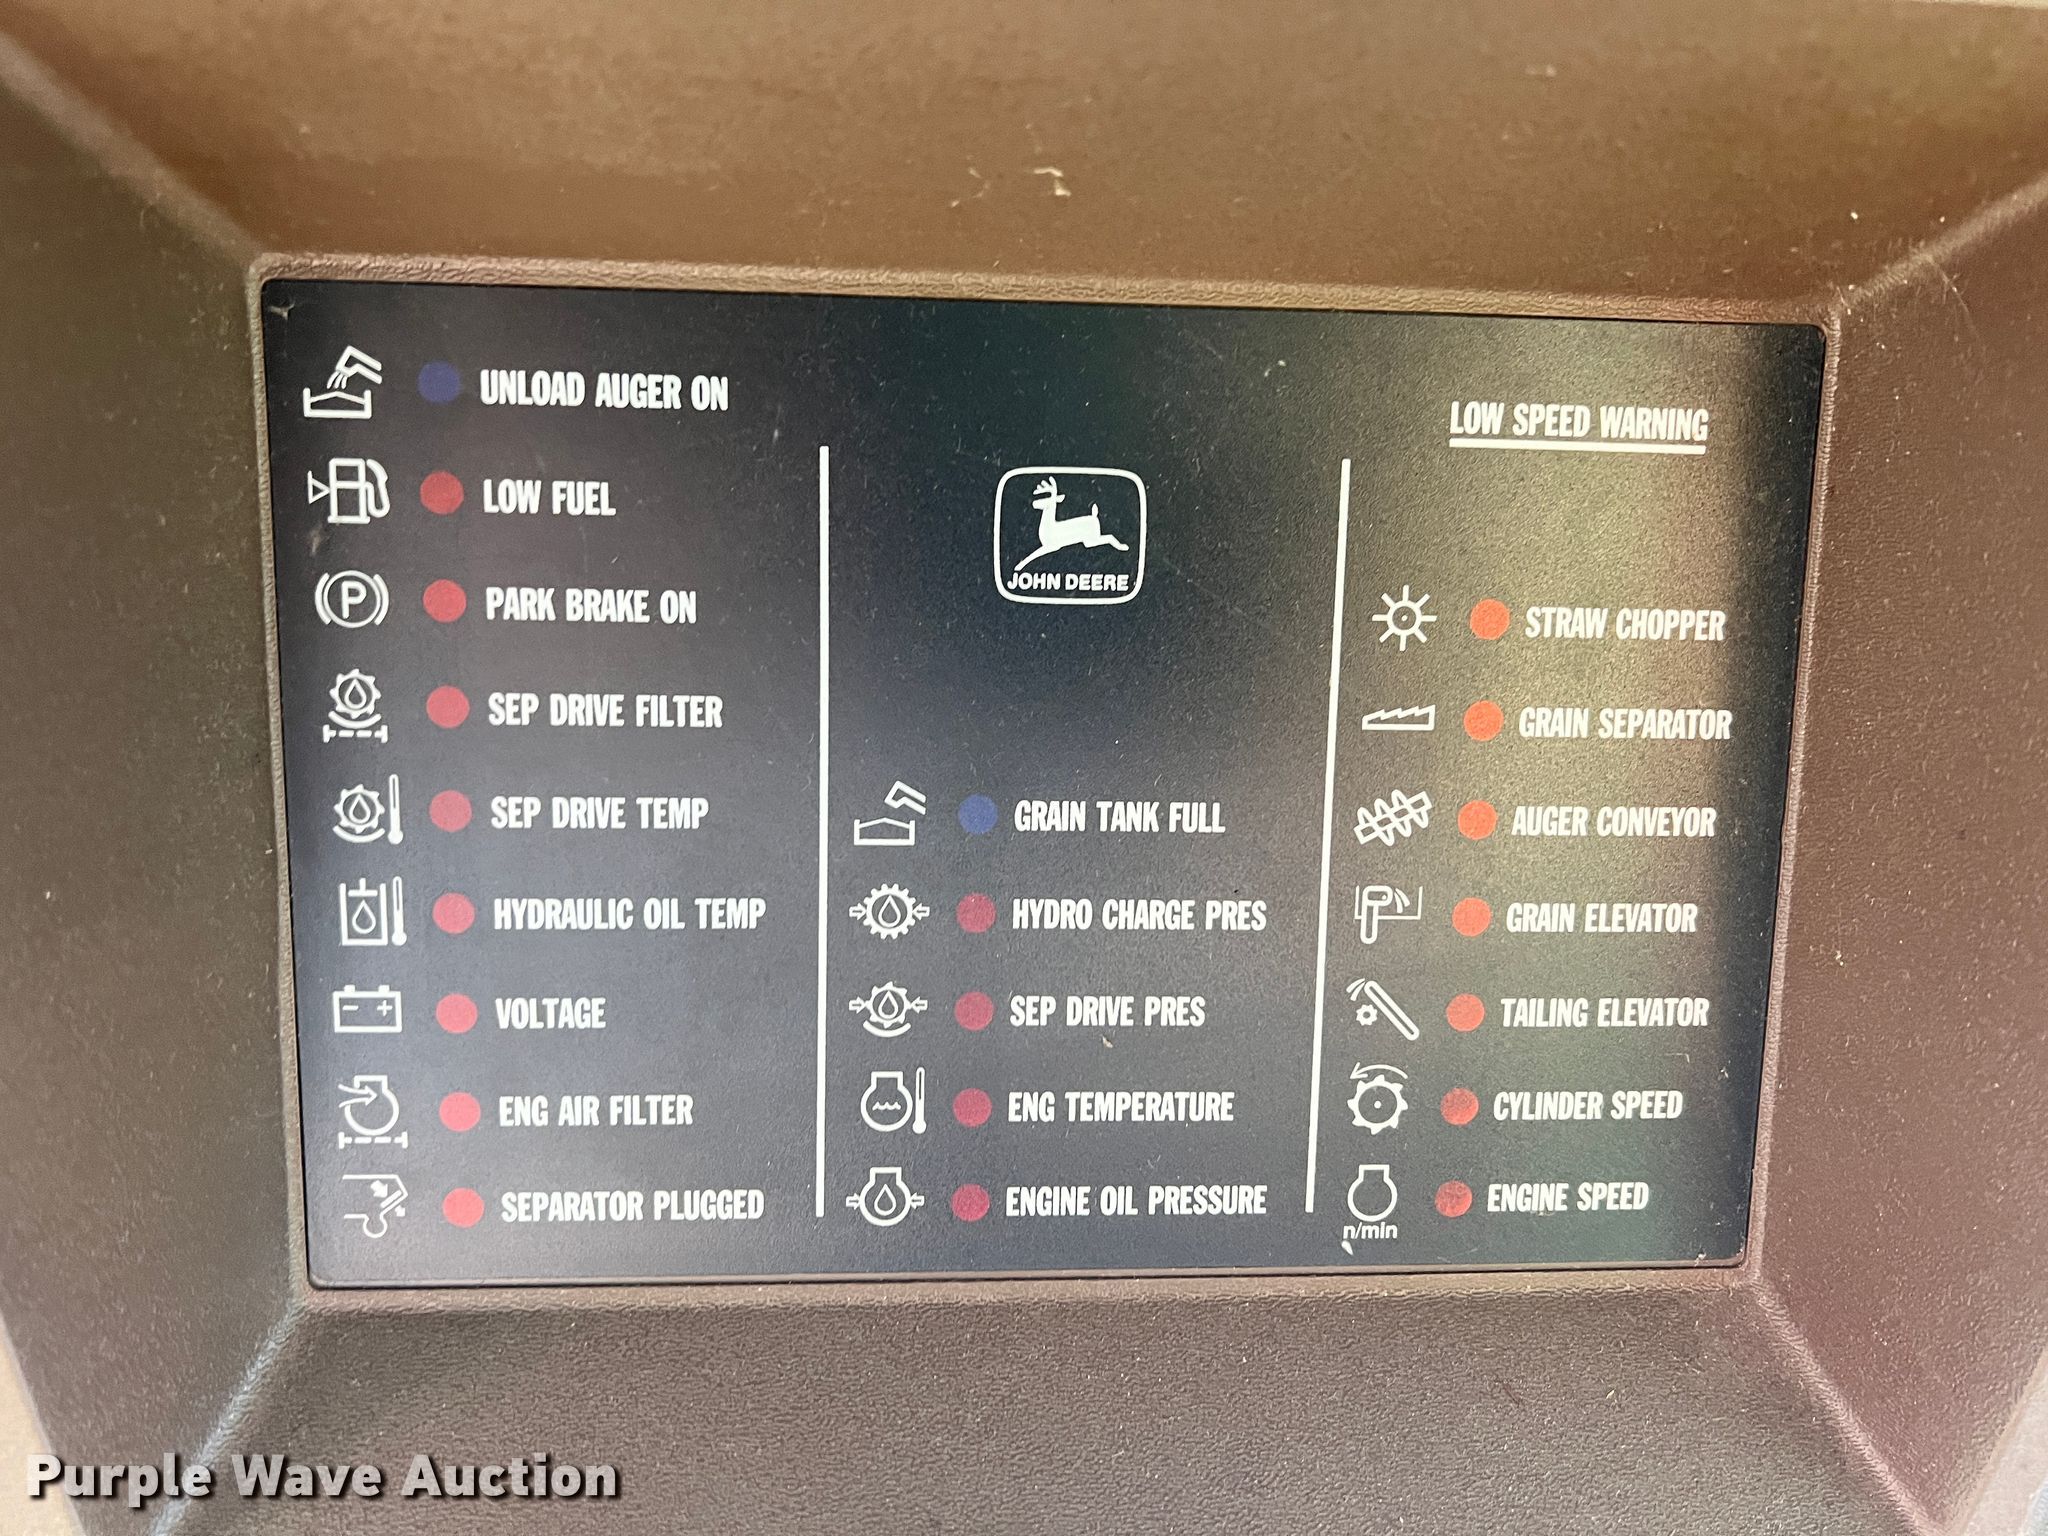 UNLOAD AUGER ON
LOW FUEL
P
PARK BRAKE ON
SEP DRIVE FILTER
SEP DRIVE TEMP
HYDRAULIC OIL TEMP
VOLTAGE
ENG AIR FILTER
SEPARATOR PLUGGED
JOHN DEERE
GRAIN TANK FULL
HYDRO CHARGE PRES
SEP DRIVE PRES
ENG TEMPERATURE
ENGINE OIL PRESSURE
LOW SPEED WARNING
STRAW CHOPPER
GRAIN SEPARATOR
AUGER CONVEYOR
GRAIN ELEVATOR
TAILING ELEVATOR
CYLINDER SPEED
ENGINE SPEED
n/min
Purple Wave Auction